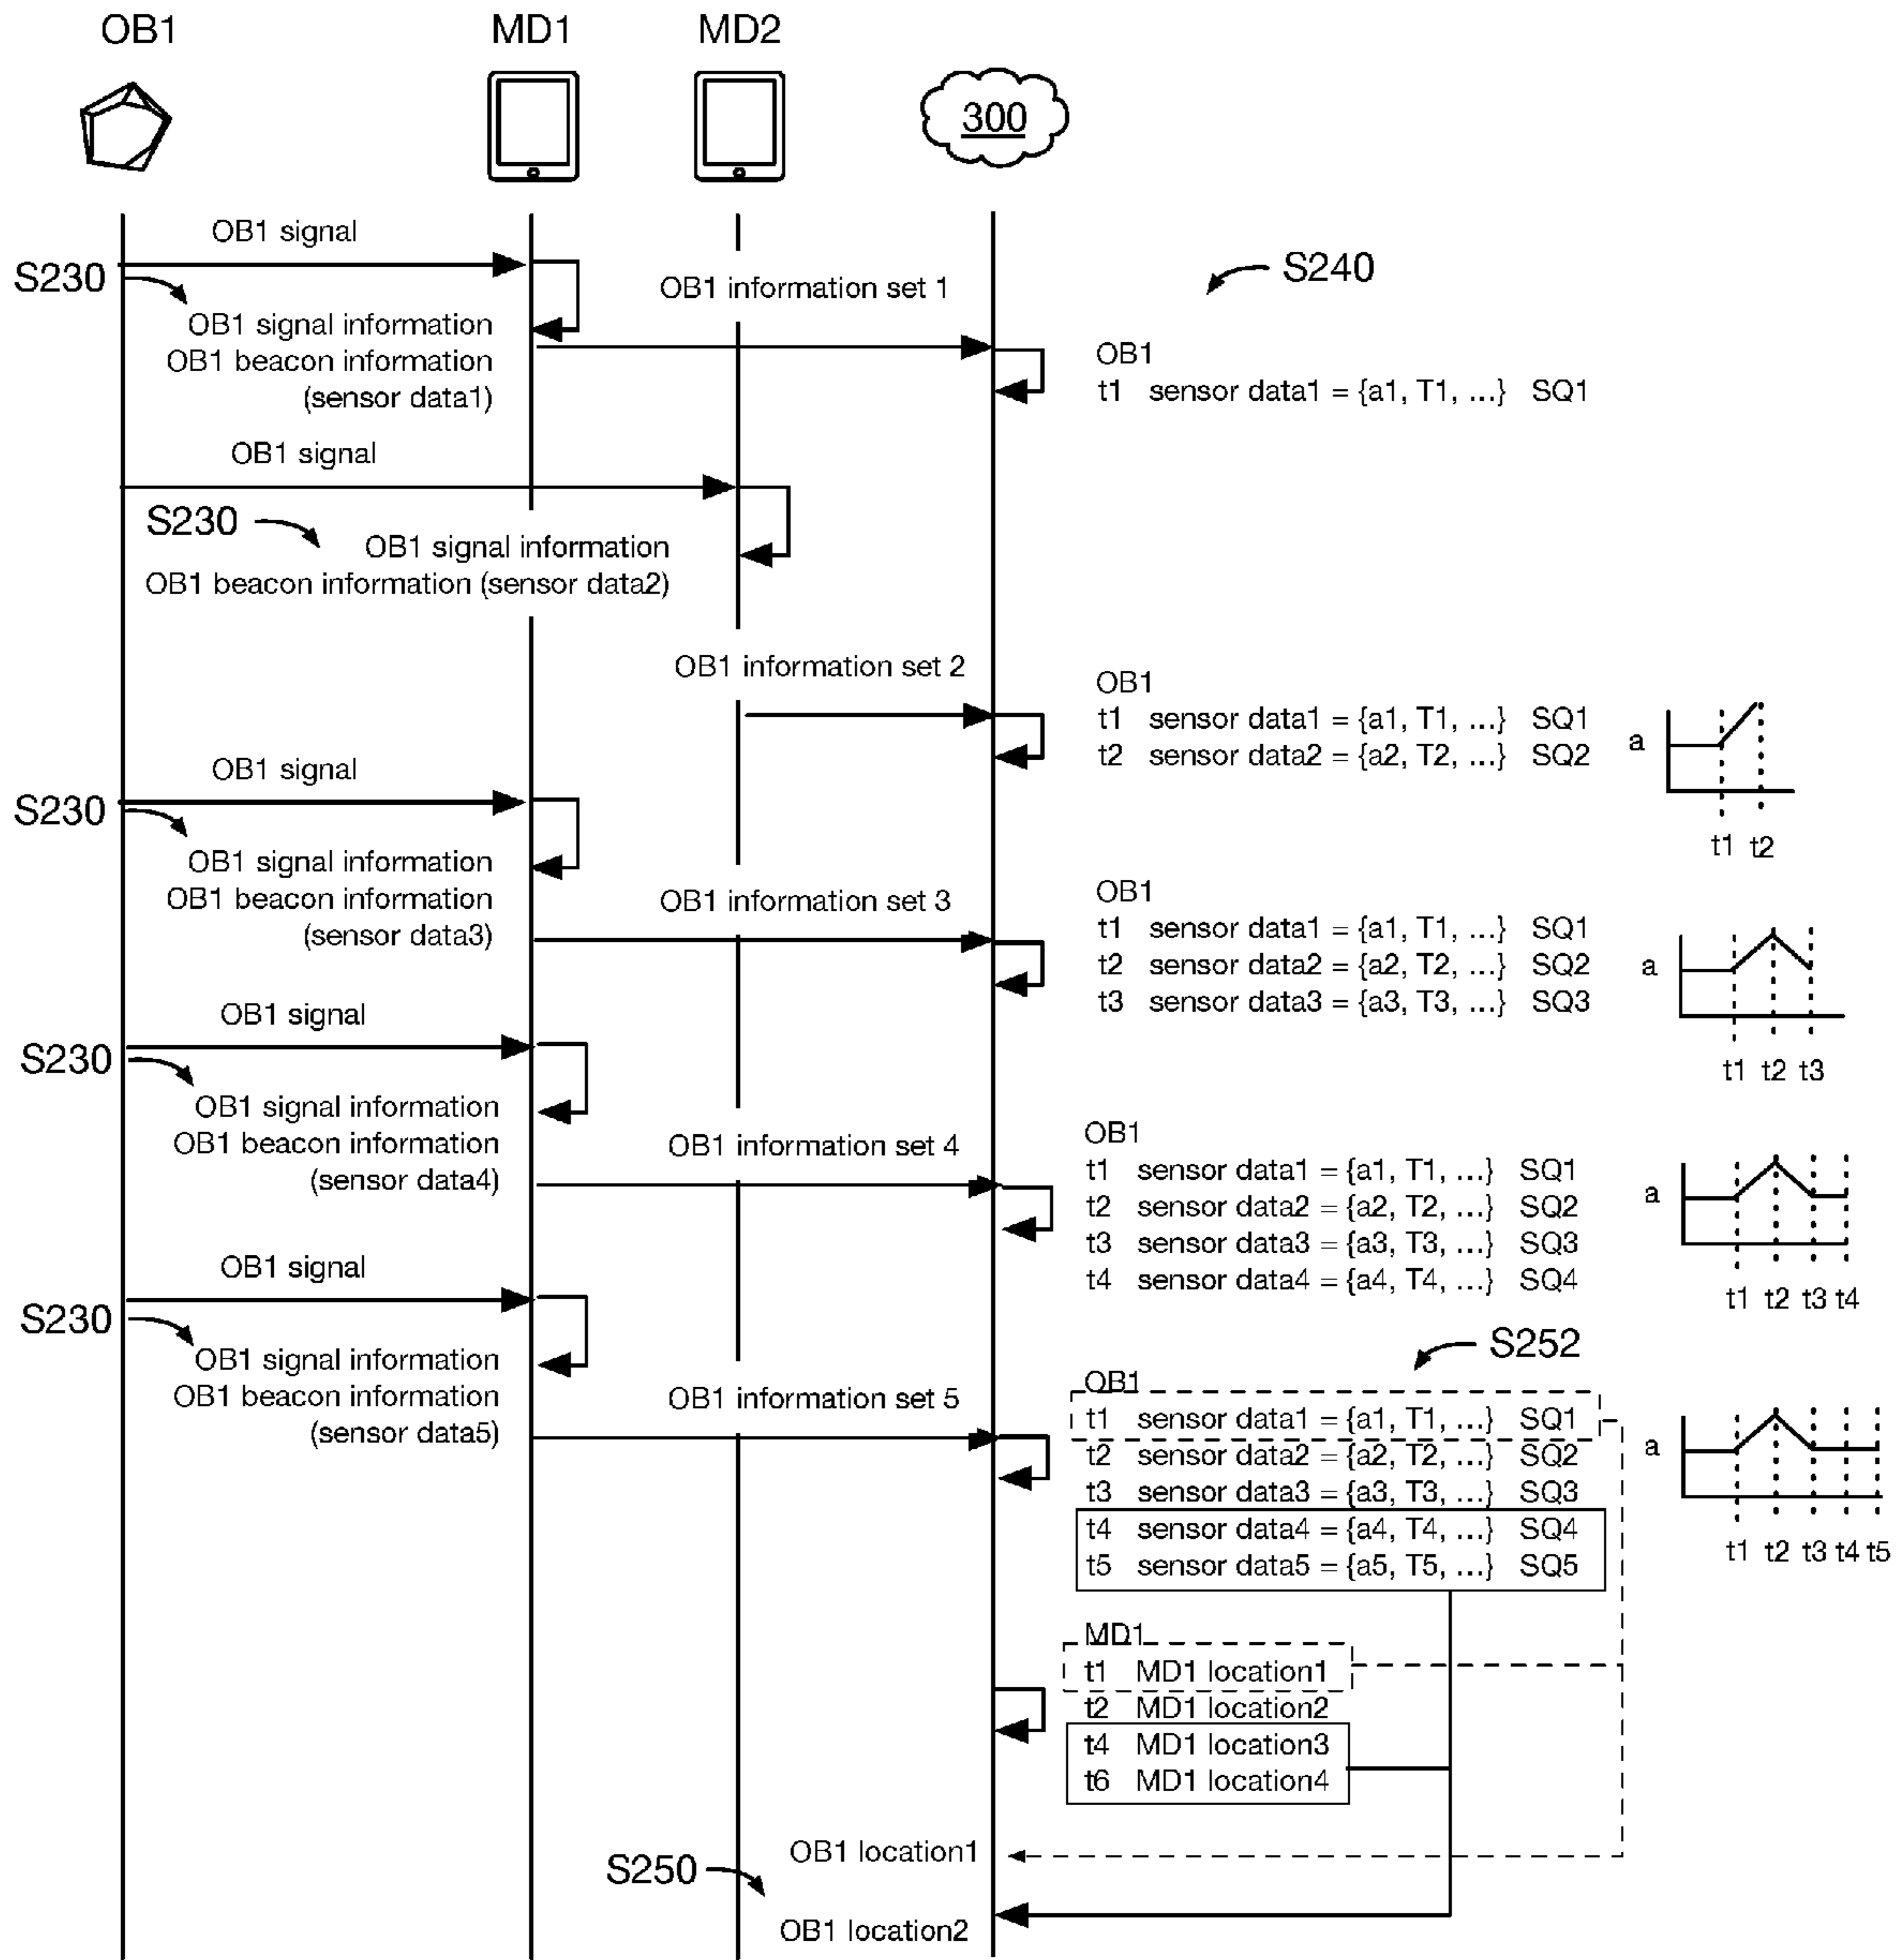 OB1 MD1 MD2
300
OB1 signal
S230
OB1 signal information
OB1 beacon information
(sensor data1)
OB1 information set 1
S240
OB1
t1 sensor data1 = {a1, T1, ...} SQ1
OB1 signal
S230
OB1 signal information
OB1 beacon information (sensor data2)
OB1 information set 2
OB1
t1 sensor data1 = {a1, T1, ...} SQ1
t2 sensor data2 = {a2, T2, ...} SQ2
a
t1 t2
OB1 signal
S230
OB1 signal information
OB1 beacon information
(sensor data3)
OB1 information set 3
OB1
t1 sensor data1 = {a1, T1, ...} SQ1
t2 sensor data2 = {a2, T2, ...} SQ2
t3 sensor data3 = {a3, T3, ...} SQ3
a
t1 t2 t3
OB1 signal
S230
OB1 signal information
OB1 beacon information
(sensor data4)
OB1 information set 4
OB1
t1 sensor data1 = {a1, T1, ...} SQ1
t2 sensor data2 = {a2, T2, ...} SQ2
t3 sensor data3 = {a3, T3, ...} SQ3
t4 sensor data4 = {a4, T4, ...} SQ4
a
t1 t2 t3 t4
OB1 signal
S230
OB1 signal information
OB1 beacon information
(sensor data5)
OB1 information set 5
S252
OB1
t1 sensor data1 = {a1, T1, ...} SQ1
t2 sensor data2 = {a2, T2, ...} SQ2
t3 sensor data3 = {a3, T3, ...} SQ3
t4 sensor data4 = {a4, T4, ...} SQ4
t5 sensor data5 = {a5, T5, ...} SQ5
a
t1 t2 t3 t4 t5
MD1
t1 MD1 location1
t2 MD1 location2
t4 MD1 location3
t6 MD1 location4
OB1 location1
S250
OB1 location2